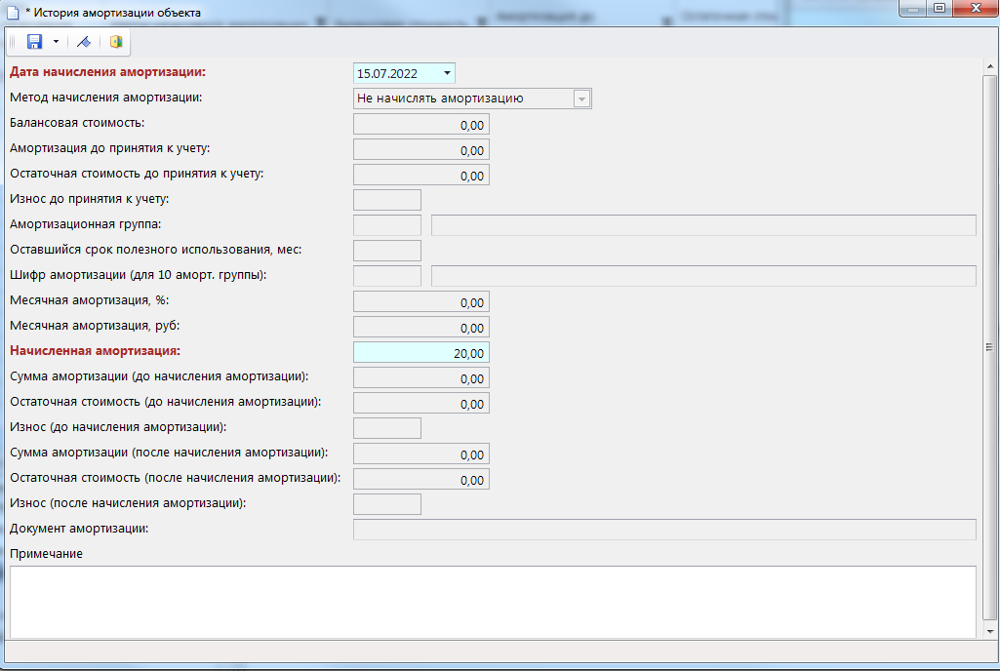 * История амортизации объекта
Дата начисления амортизации: 15.07.2022
Метод начисления амортизации: Не начислять амортизацию
Балансовая стоимость: 0,00
Амортизация до принятия к учету: 0,00
Остаточная стоимость до принятия к учету: 0,00
Износ до принятия к учету:
Амортизационная группа:
Оставшийся срок полезного использования, мес:
Шифр амортизации (для 10 аморт. группы):
Месячная амортизация, %: 0,00
Месячная амортизация, руб: 0,00
Начисленная амортизация: 20,00
Сумма амортизации (до начисления амортизации): 0,00
Остаточная стоимость (до начисления амортизации): 0,00
Износ (до начисления амортизации):
Сумма амортизации (после начисления амортизации): 0,00
Остаточная стоимость (после начисления амортизации): 0,00
Износ (после начисления амортизации):
Документ амортизации:
Примечание